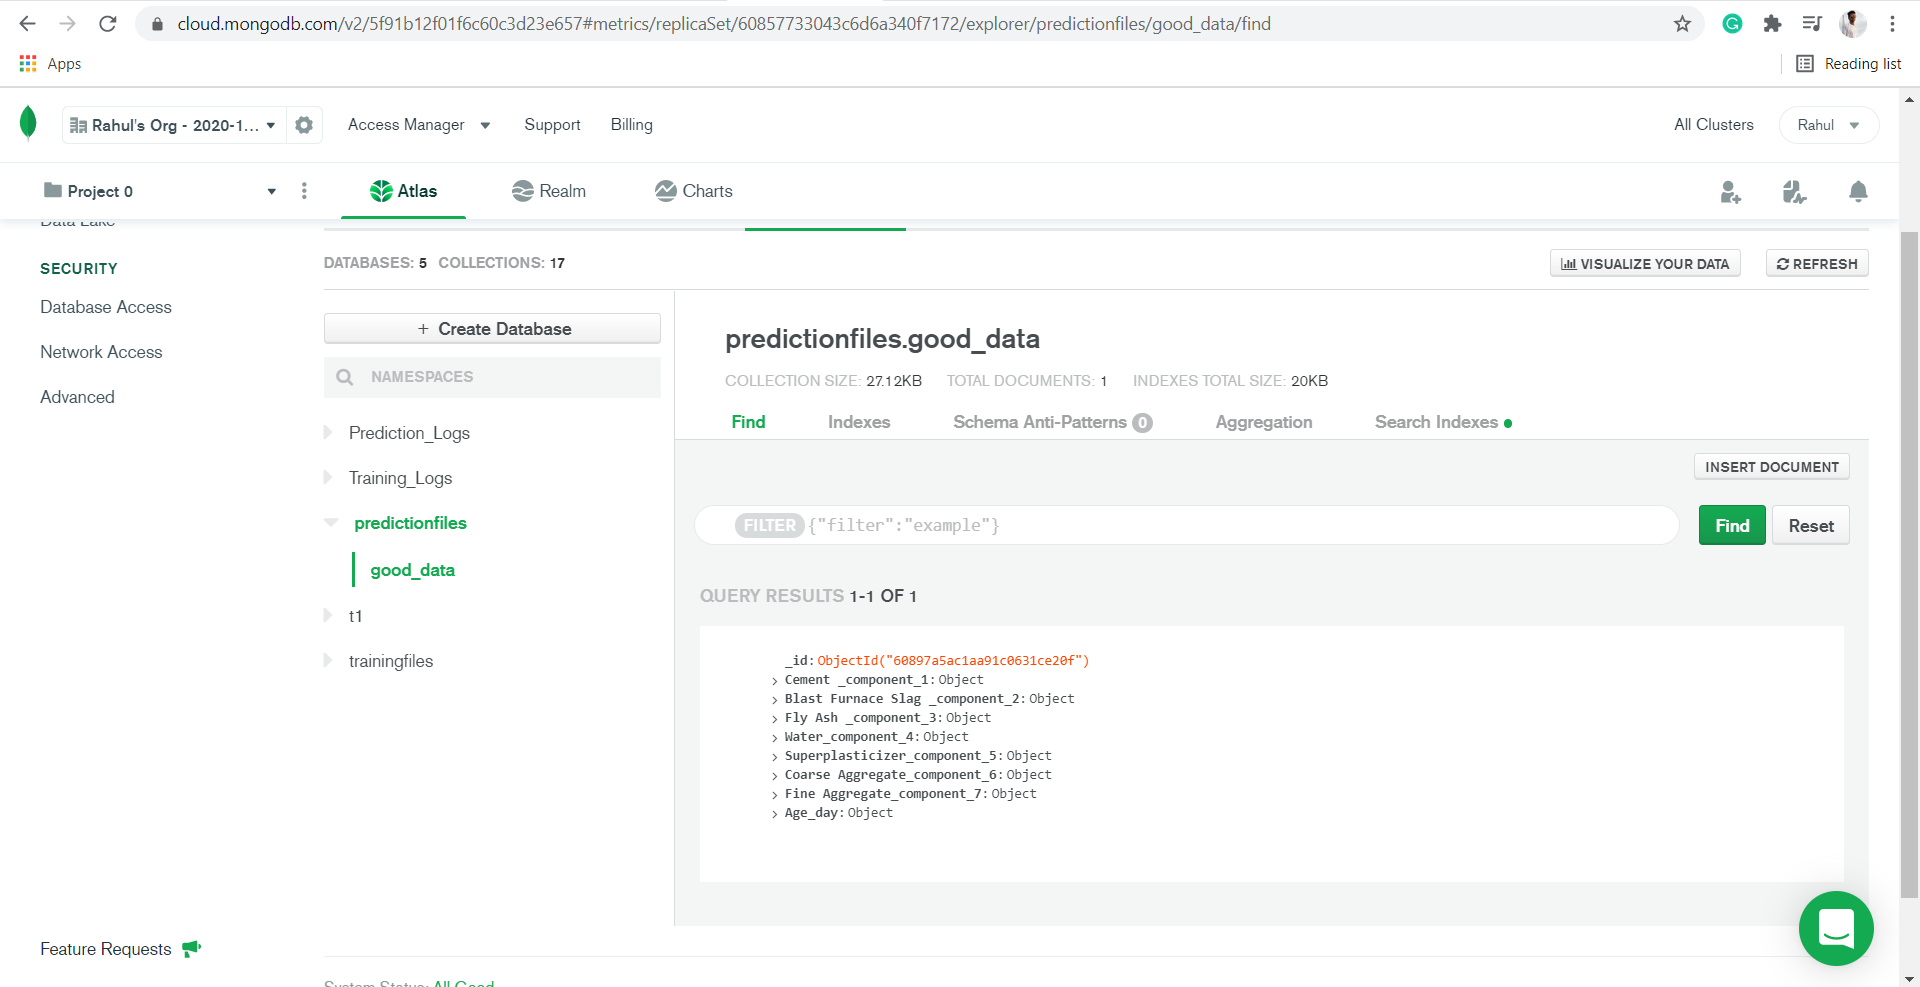 cloud.mongodb.com/v2/5f91b12f01f6c60c3d23e657#metrics/replicaSet/60857733043c6d6a340f7172/explorer/predictionfiles/good_data/find
Apps
Reading list
Rahul's Org - 2020-1...
Access Manager
Support
Billing
All Clusters
Rahul
Project 0
Atlas
Realm
Charts
Data Lake
DATABASES: 5 COLLECTIONS: 17
VISUALIZE YOUR DATA
REFRESH
SECURITY
Database Access
Network Access
Advanced
Feature Requests
+ Create Database
NAMESPACES
Prediction_Logs
Training_Logs
predictionfiles
good_data
t1
trainingfiles
predictionfiles.good_data
COLLECTION SIZE: 27.12KB TOTAL DOCUMENTS: 1 INDEXES TOTAL SIZE: 20KB
Find
Indexes
Schema Anti-Patterns 0
Aggregation
Search Indexes
INSERT DOCUMENT
FILTER {"filter":"example"}
Find
Reset
QUERY RESULTS 1-1 OF 1
_id:ObjectId("60897a5ac1aa91c0631ce20f")
Cement _component_1:Object
Blast Furnace Slag _component_2:Object
Fly Ash _component_3:Object
Water_component_4:Object
Superplasticizer_component_5:Object
Coarse Aggregate_component_6:Object
Fine Aggregate_component_7:Object
Age_day:Object
System Status: All Good